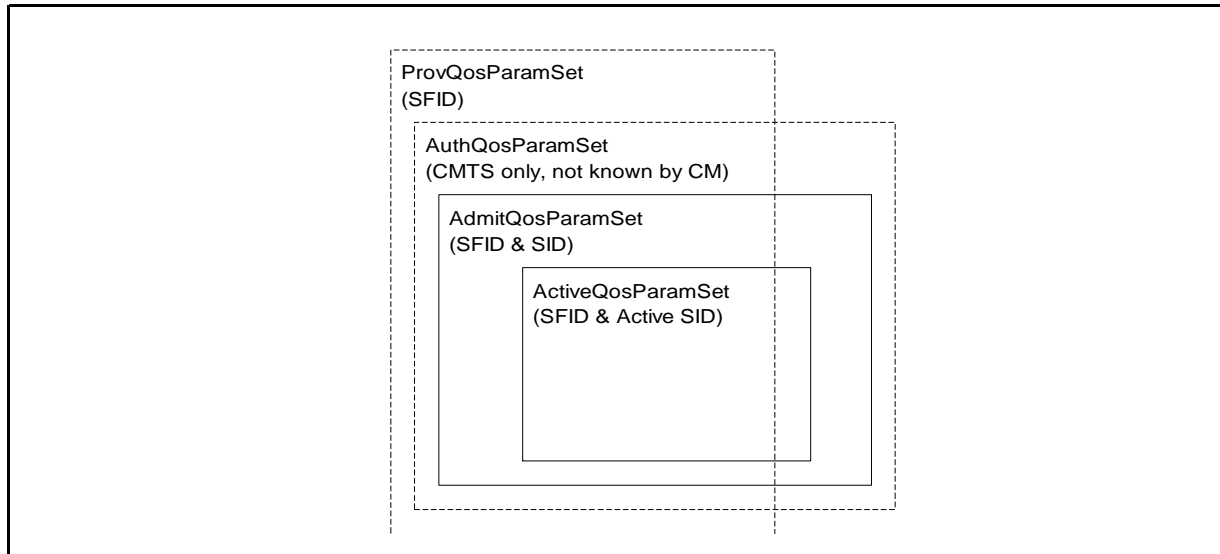 ProvQosParamSet
(SFID)
AuthQosParamSet
(CMTS only, not known by CM)
AdmitQosParamSet
(SFID & SID)
ActiveQosParamSet
(SFID & Active SID)